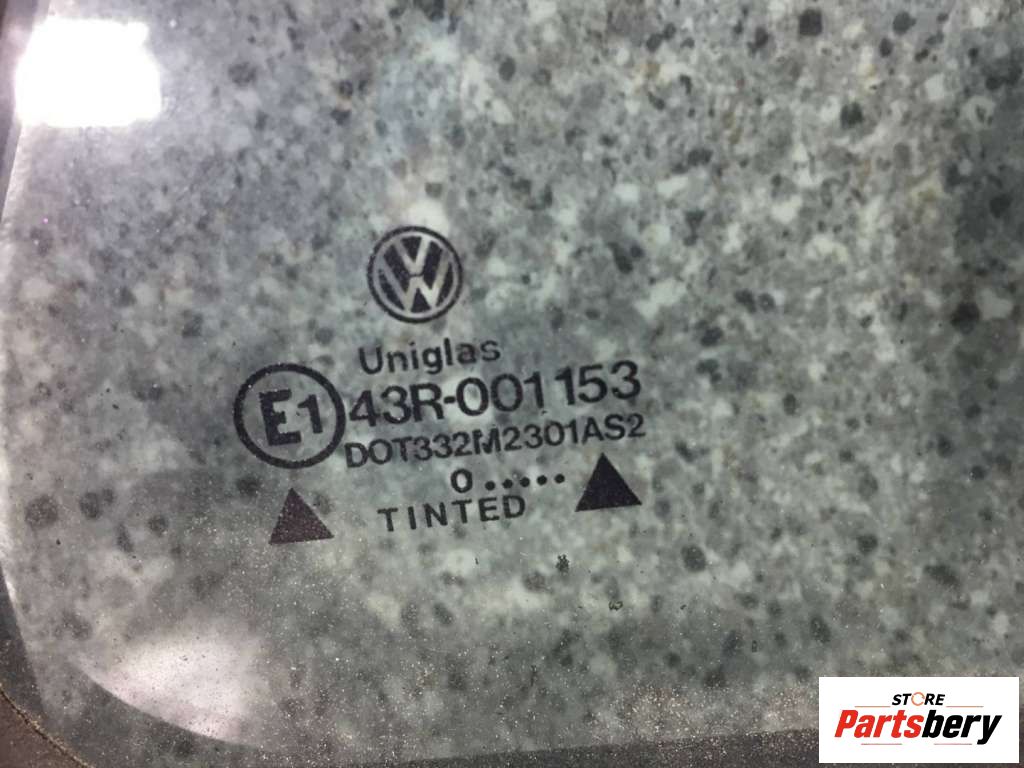 Uniglas
E1 43R-001153
DOT332M2301AS2
0.....
TINTED
STORE
Partsbery